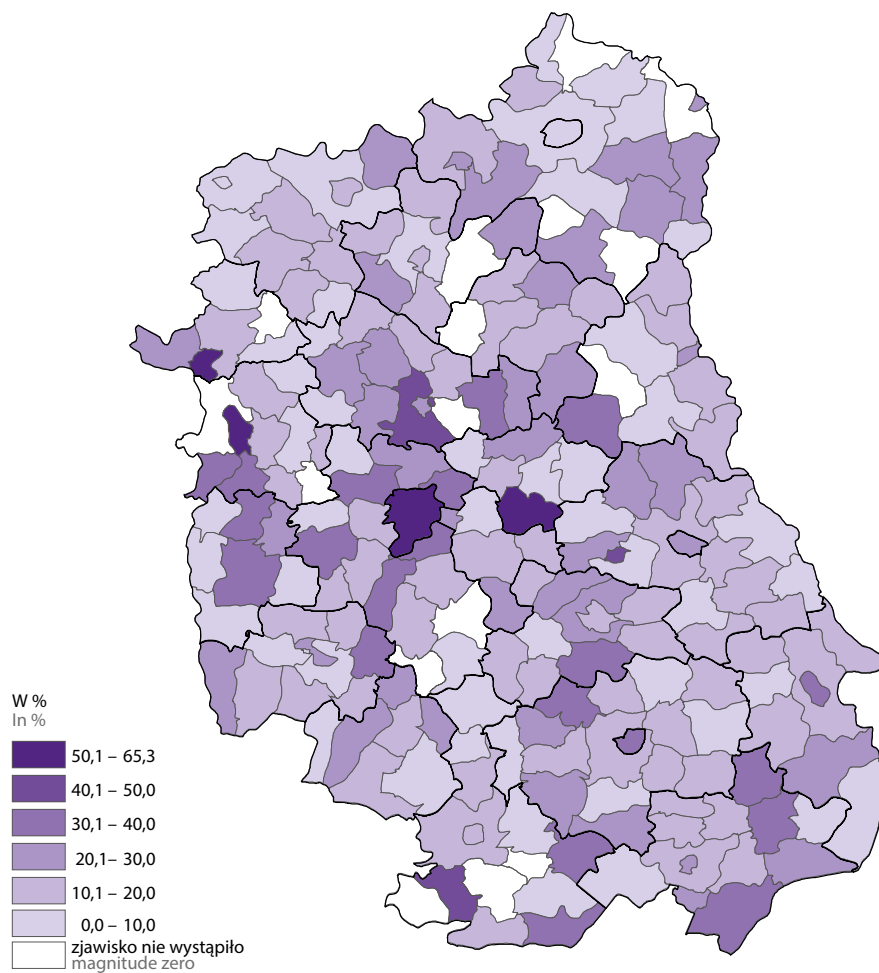 W %
In %
50,1 – 65,3
40,1 – 50,0
30,1 – 40,0
20,1 – 30,0
10,1 – 20,0
0,0 – 10,0
zjawisko nie wystąpiło
magnitude zero